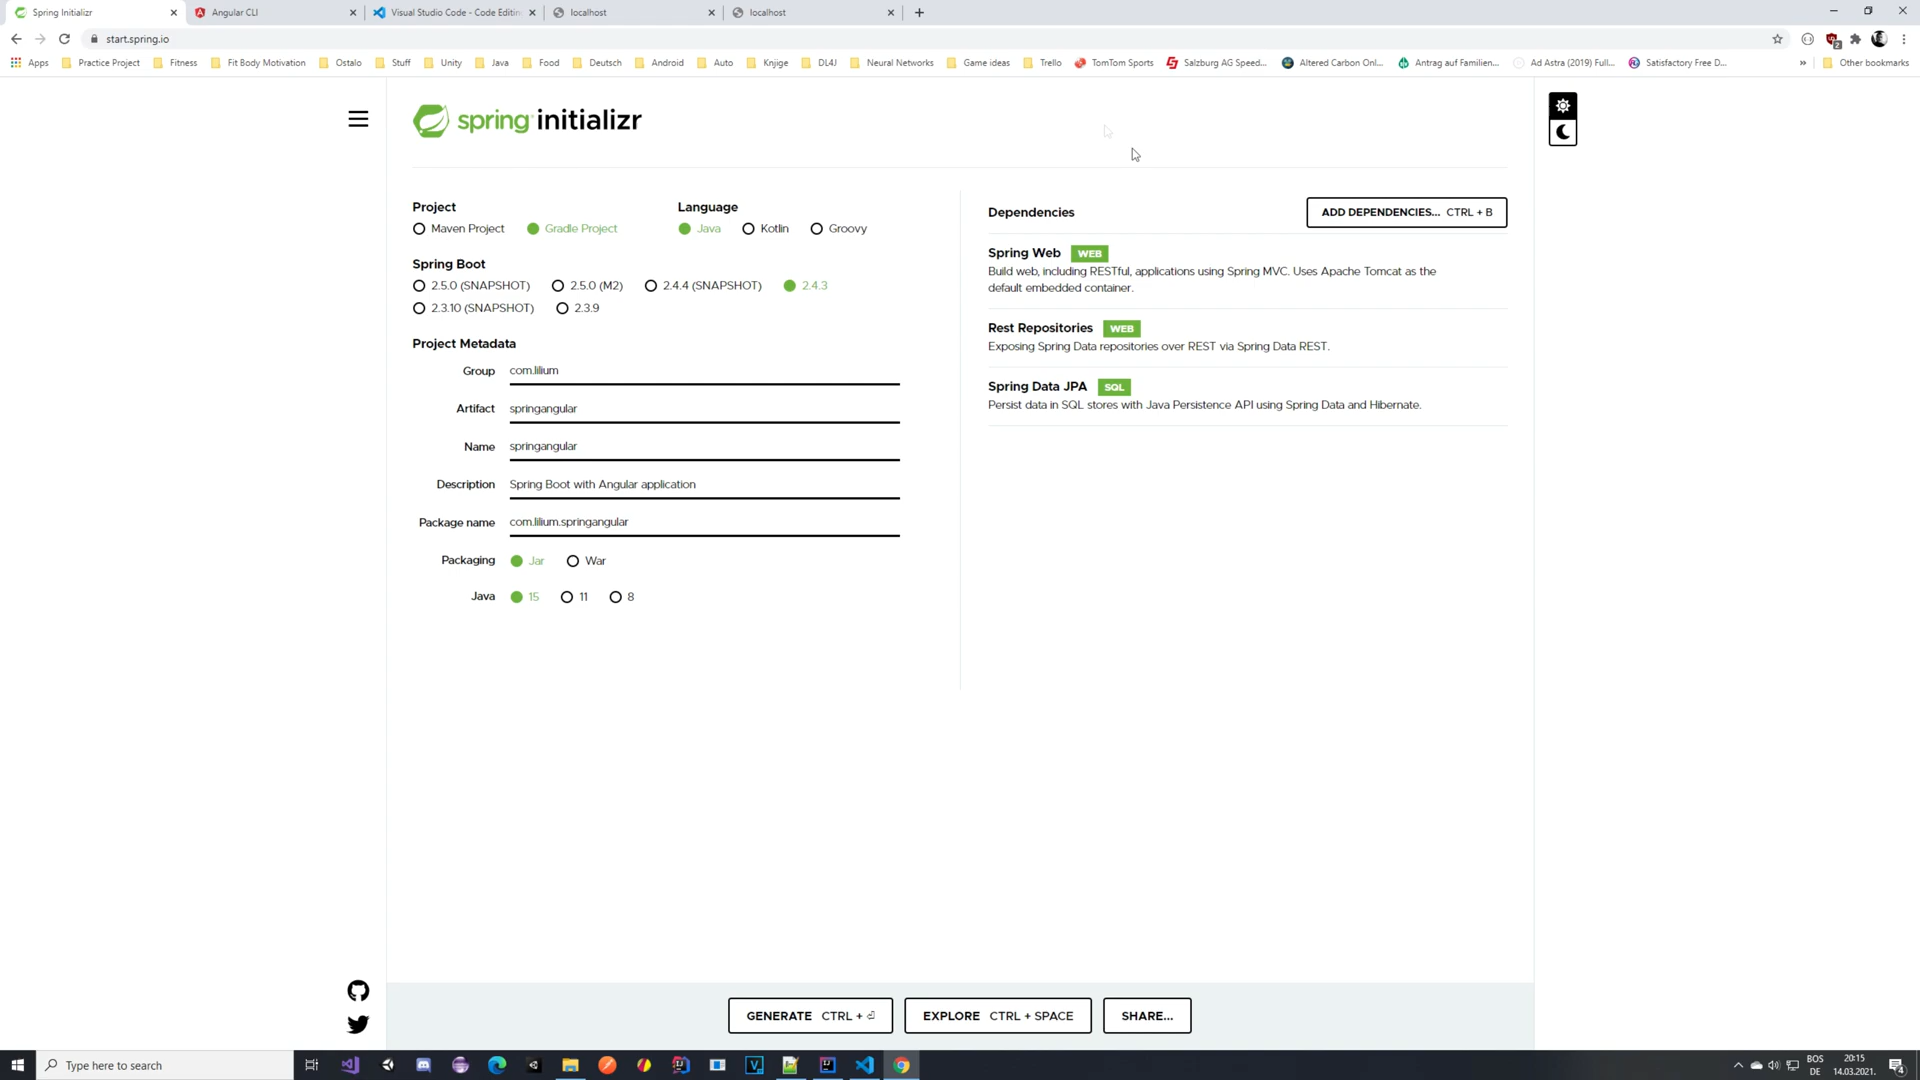 Spring Initializr
Angular CLI
Visual Studio Code - Code Editin
localhost
localhost
start.spring.io
2
Apps
Practice Project
Fitness
Fit Body Motivation
Ostalo
Stuff
Unity
Java
Food
Deutsch
Android
Auto
Knjige
DL4J
Neural Networks
Game ideas
Trello
TomTom Sports
Salzburg AG Speed...
Altered Carbon Onl...
Antrag auf Familien...
Ad Astra (2019) Full...
Satisfactory Free D...
»
Other bookmarks
spring initializr
Project
Maven Project
Gradle Project
Language
Java
Kotlin
Groovy
Spring Boot
2.5.0 (SNAPSHOT)
2.5.0 (M2)
2.4.4 (SNAPSHOT)
2.4.3
2.3.10 (SNAPSHOT)
2.3.9
Project Metadata
Group
com.lilium
Artifact
springangular
Name
springangular
Description
Spring Boot with Angular application
Package name
com.lilium.springangular
Packaging
Jar
War
Java
15
11
8
Dependencies
ADD DEPENDENCIES... CTRL + B
Spring Web WEB
Build web, including RESTful, applications using Spring MVC. Uses Apache Tomcat as the
default embedded container.
Rest Repositories WEB
Exposing Spring Data repositories over REST via Spring Data REST.
Spring Data JPA SQL
Persist data in SQL stores with Java Persistence API using Spring Data and Hibernate.
GENERATE CTRL + ⏎
EXPLORE CTRL + SPACE
SHARE...
Type here to search
BOS
DE
20:15
14.03.2021.
4